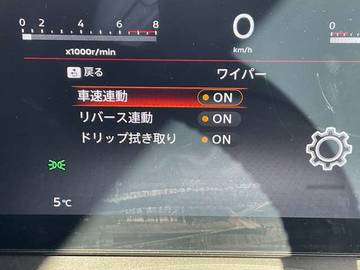 0 2 4 6 8
0
0
x1000r/min
km/h
戻る
ワイパー
車速連動 ON
リバース連動 ON
ドリップ拭き取り ON
5℃